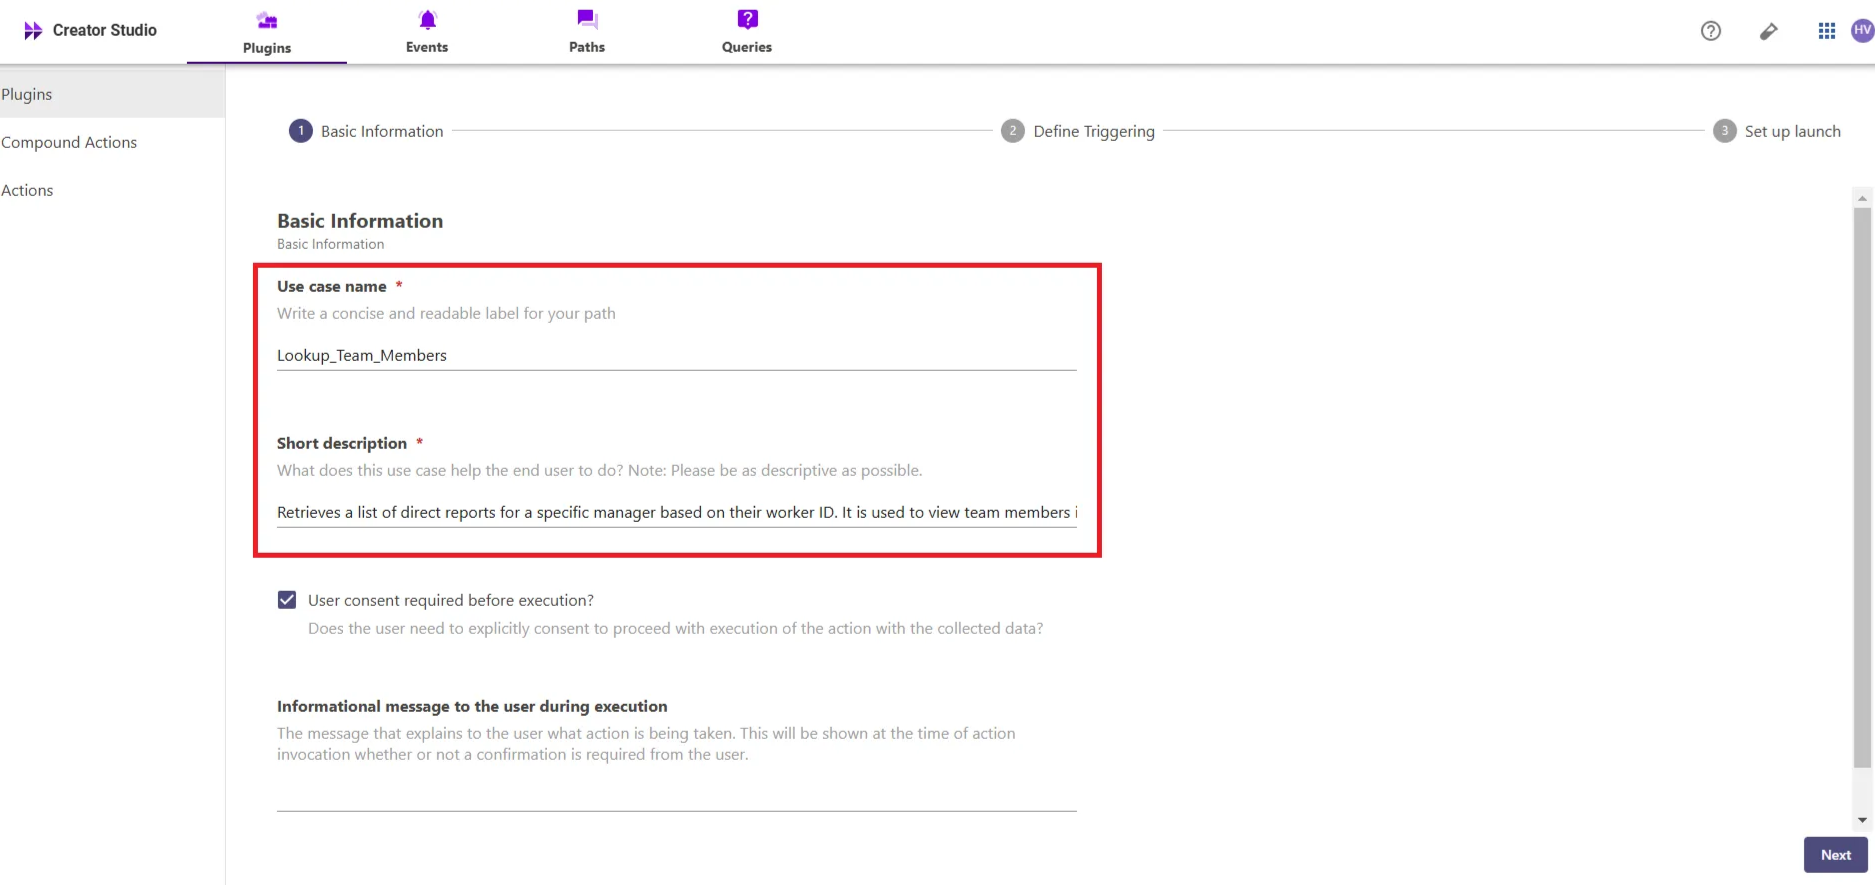 Creator Studio
Plugins
Events
Paths
Queries
HV
Plugins
Compound Actions
Actions
1 Basic Information
2 Define Triggering
3 Set up launch
Basic Information
Basic Information
Use case name *
Write a concise and readable label for your path
Lookup_Team_Members
Short description *
What does this use case help the end user to do? Note: Please be as descriptive as possible.
Retrieves a list of direct reports for a specific manager based on their worker ID. It is used to view team members i
User consent required before execution?
Does the user need to explicitly consent to proceed with execution of the action with the collected data?
Informational message to the user during execution
The message that explains to the user what action is being taken. This will be shown at the time of action
invocation whether or not a confirmation is required from the user.
Next